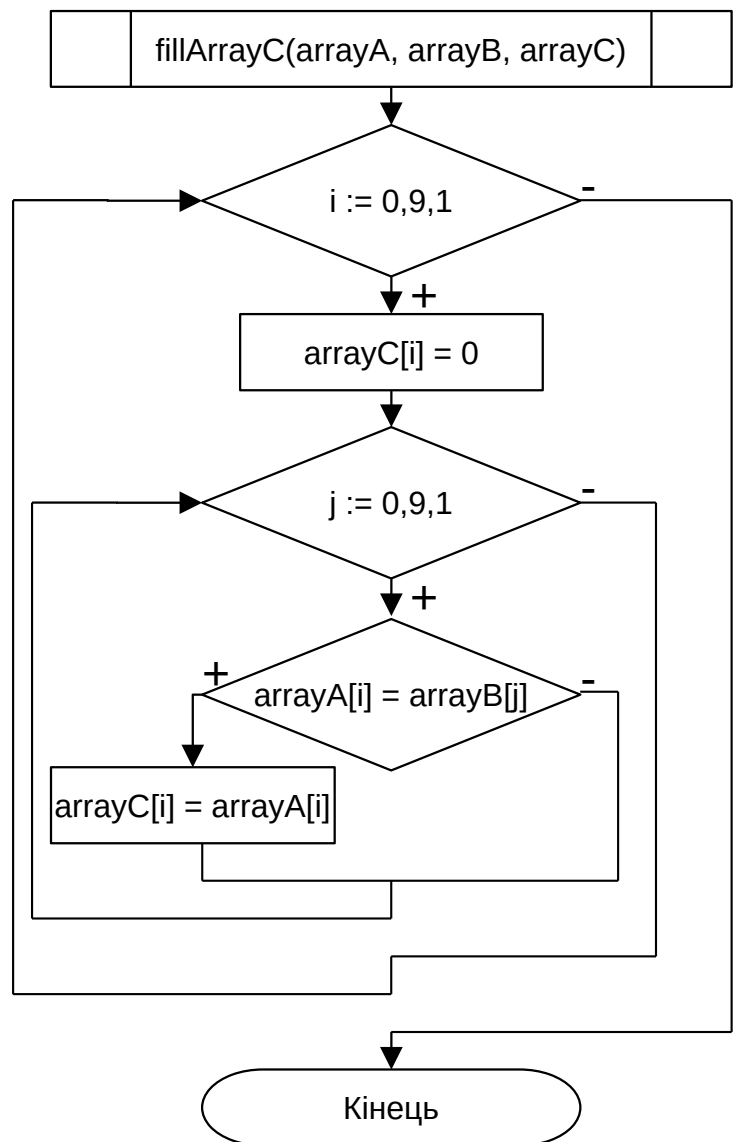 fillArrayC(arrayA, arrayB, arrayC)
i := 0,9,1
-
+
arrayC[i] = 0
j := 0,9,1
-
+
+
arrayA[i] = arrayB[j]
-
arrayC[i] = arrayA[i]
Кінець